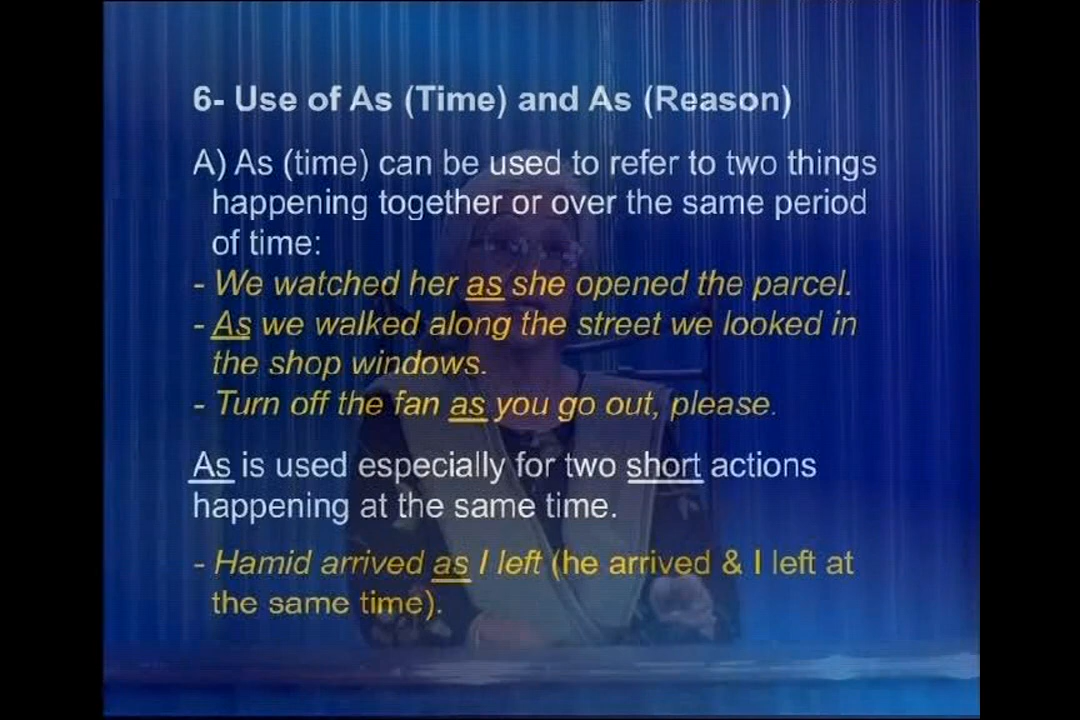 6- Use of As (Time) and As (Reason)
A) As (time) can be used to refer to two things
happening together or over the same period
of time:
- We watched her as she opened the parcel.
- As we walked along the street we looked in
the shop windows.
- Turn off the fan as you go out, please.
As is used especially for two short actions
happening at the same time.
- Hamid arrived as I left (he arrived & I left at
the same time).